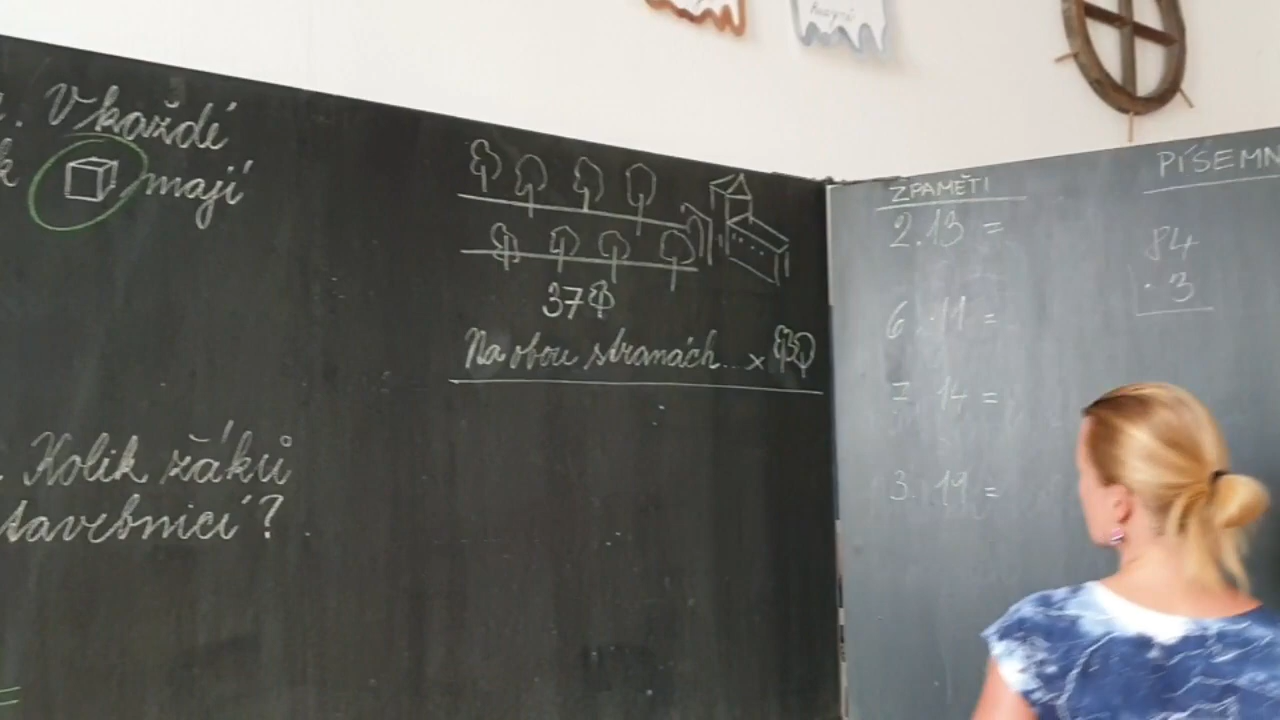 V každé
mají
Kolik žáků
stavebnicí?
=
37
Na obou stranách... x
ZPAMĚTI
2.13 =
6.11 =
7 14 =
3.19 =
PÍSEMN
84
. 3